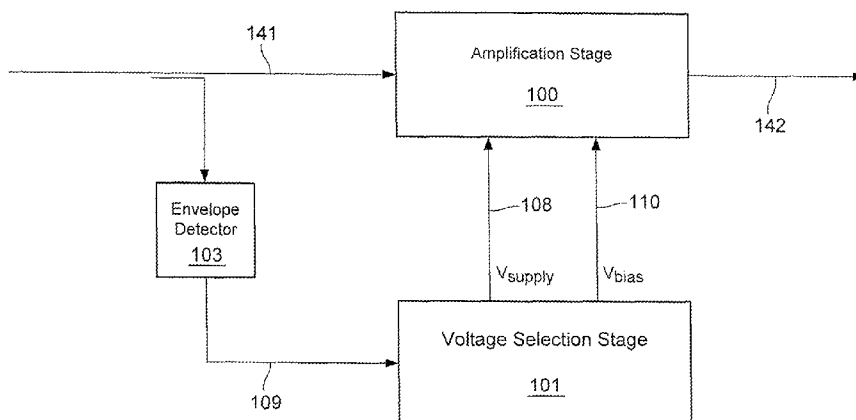 141
Amplification Stage
100
142
Envelope
Detector
103
108
110
Vsupply
Vbias
Voltage Selection Stage
101
109